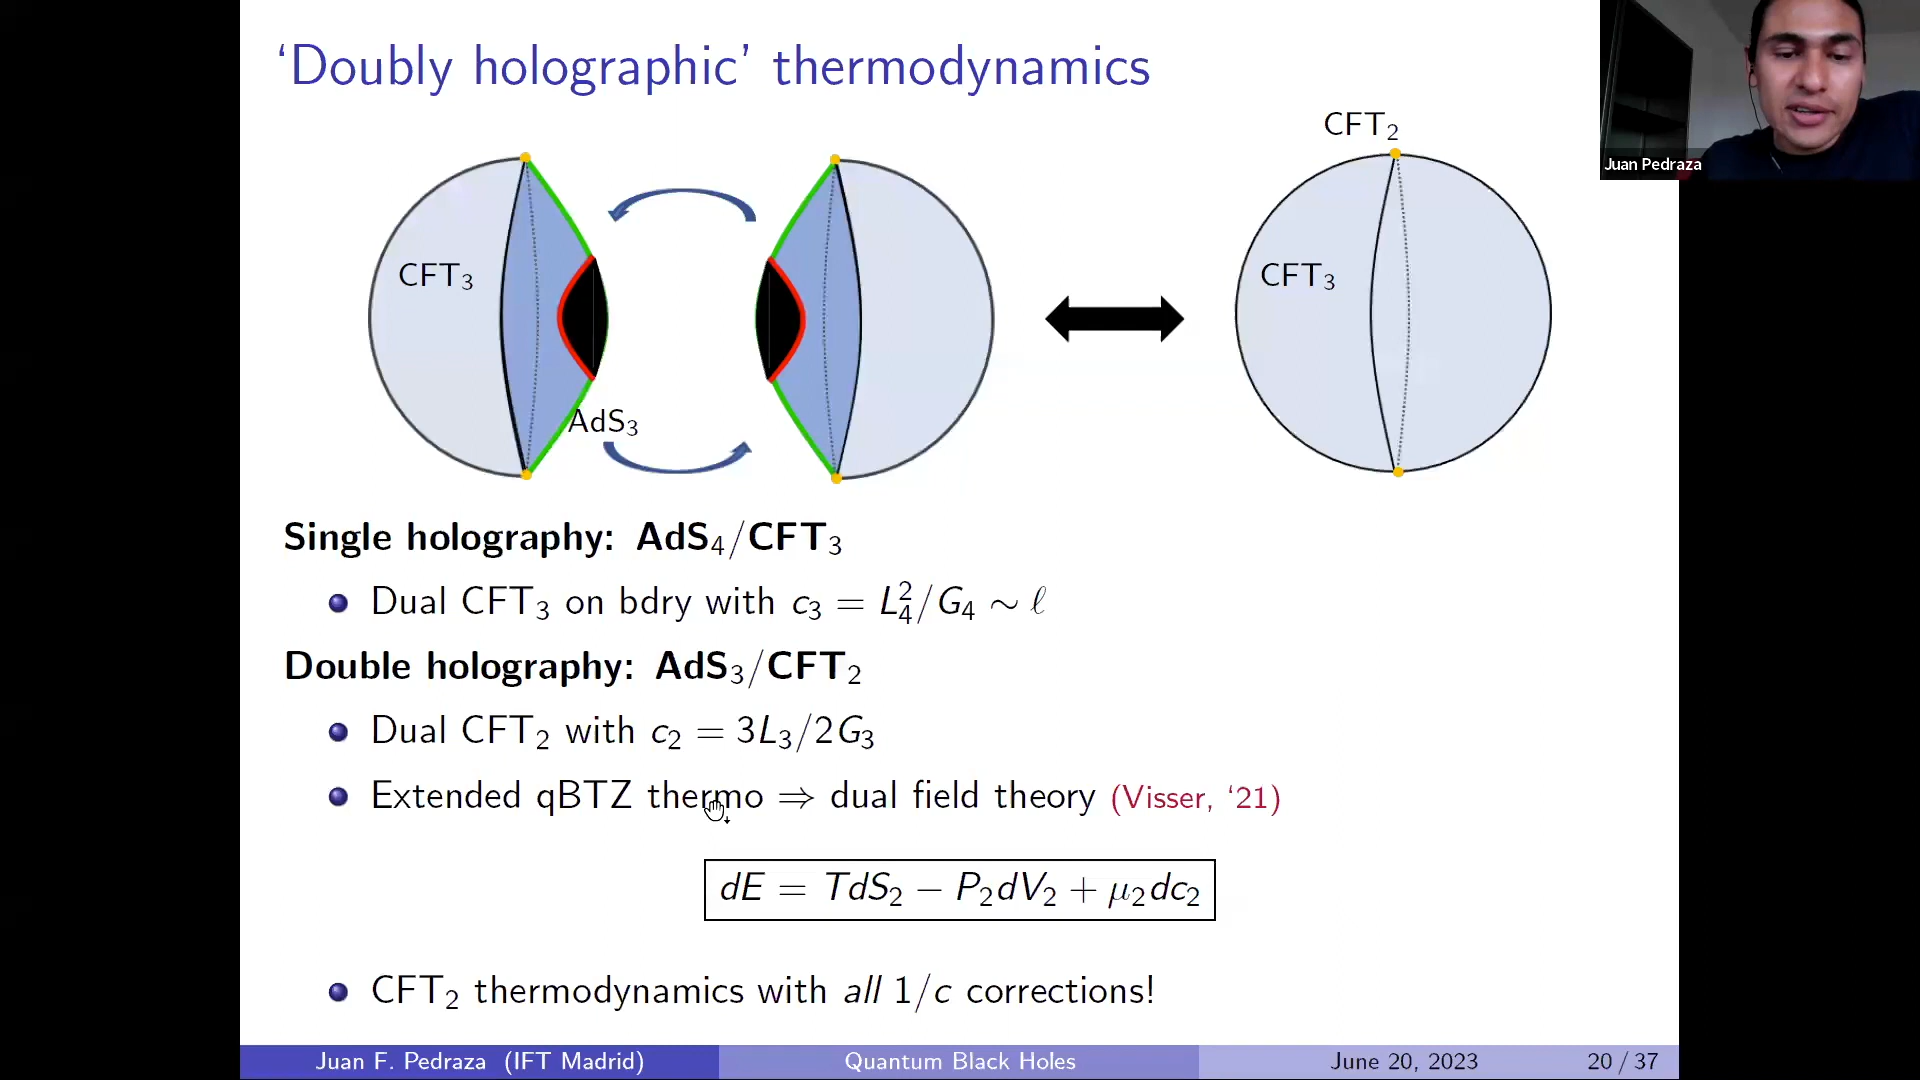 ‘Doubly holographic’ thermodynamics
Juan Pedraza
CFT₂
CFT₃
CFT₃
AdS₃
Single holography: AdS₄/CFT₃
Dual CFT₃ on bdry with c₃ = L₄²/G₄ ∼ ℓ
Double holography: AdS₃/CFT₂
Dual CFT₂ with c₂ = 3L₃/2G₃
Extended qBTZ thermo ⇒ dual field theory (Visser, ‘21)
dE = TdS₂ − P₂dV₂ + μ₂dc₂
CFT₂ thermodynamics with all 1/c corrections!
Juan F. Pedraza (IFT Madrid) Quantum Black Holes June 20, 2023 20 / 37